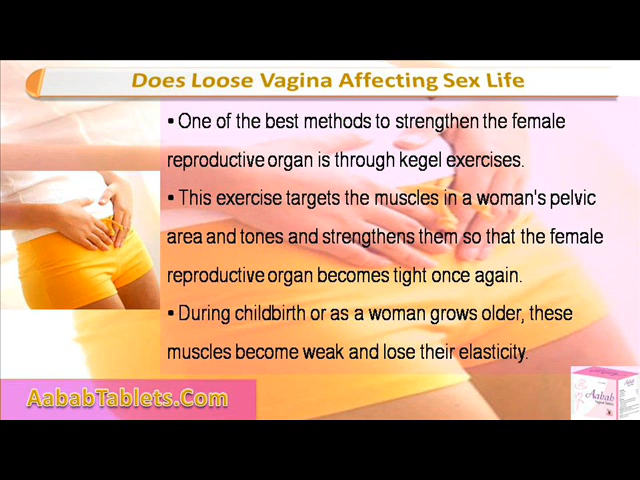 Does Loose Vagina Affecting Sex Life
• One of the best methods to strengthen the female
reproductive organ is through kegel exercises.
• This exercise targets the muscles in a woman's pelvic
area and tones and strengthens them so that the female
reproductive organ becomes tight once again.
• During childbirth or as a woman grows older, these
muscles become weak and lose their elasticity.
AababTablets.Com
Aabab